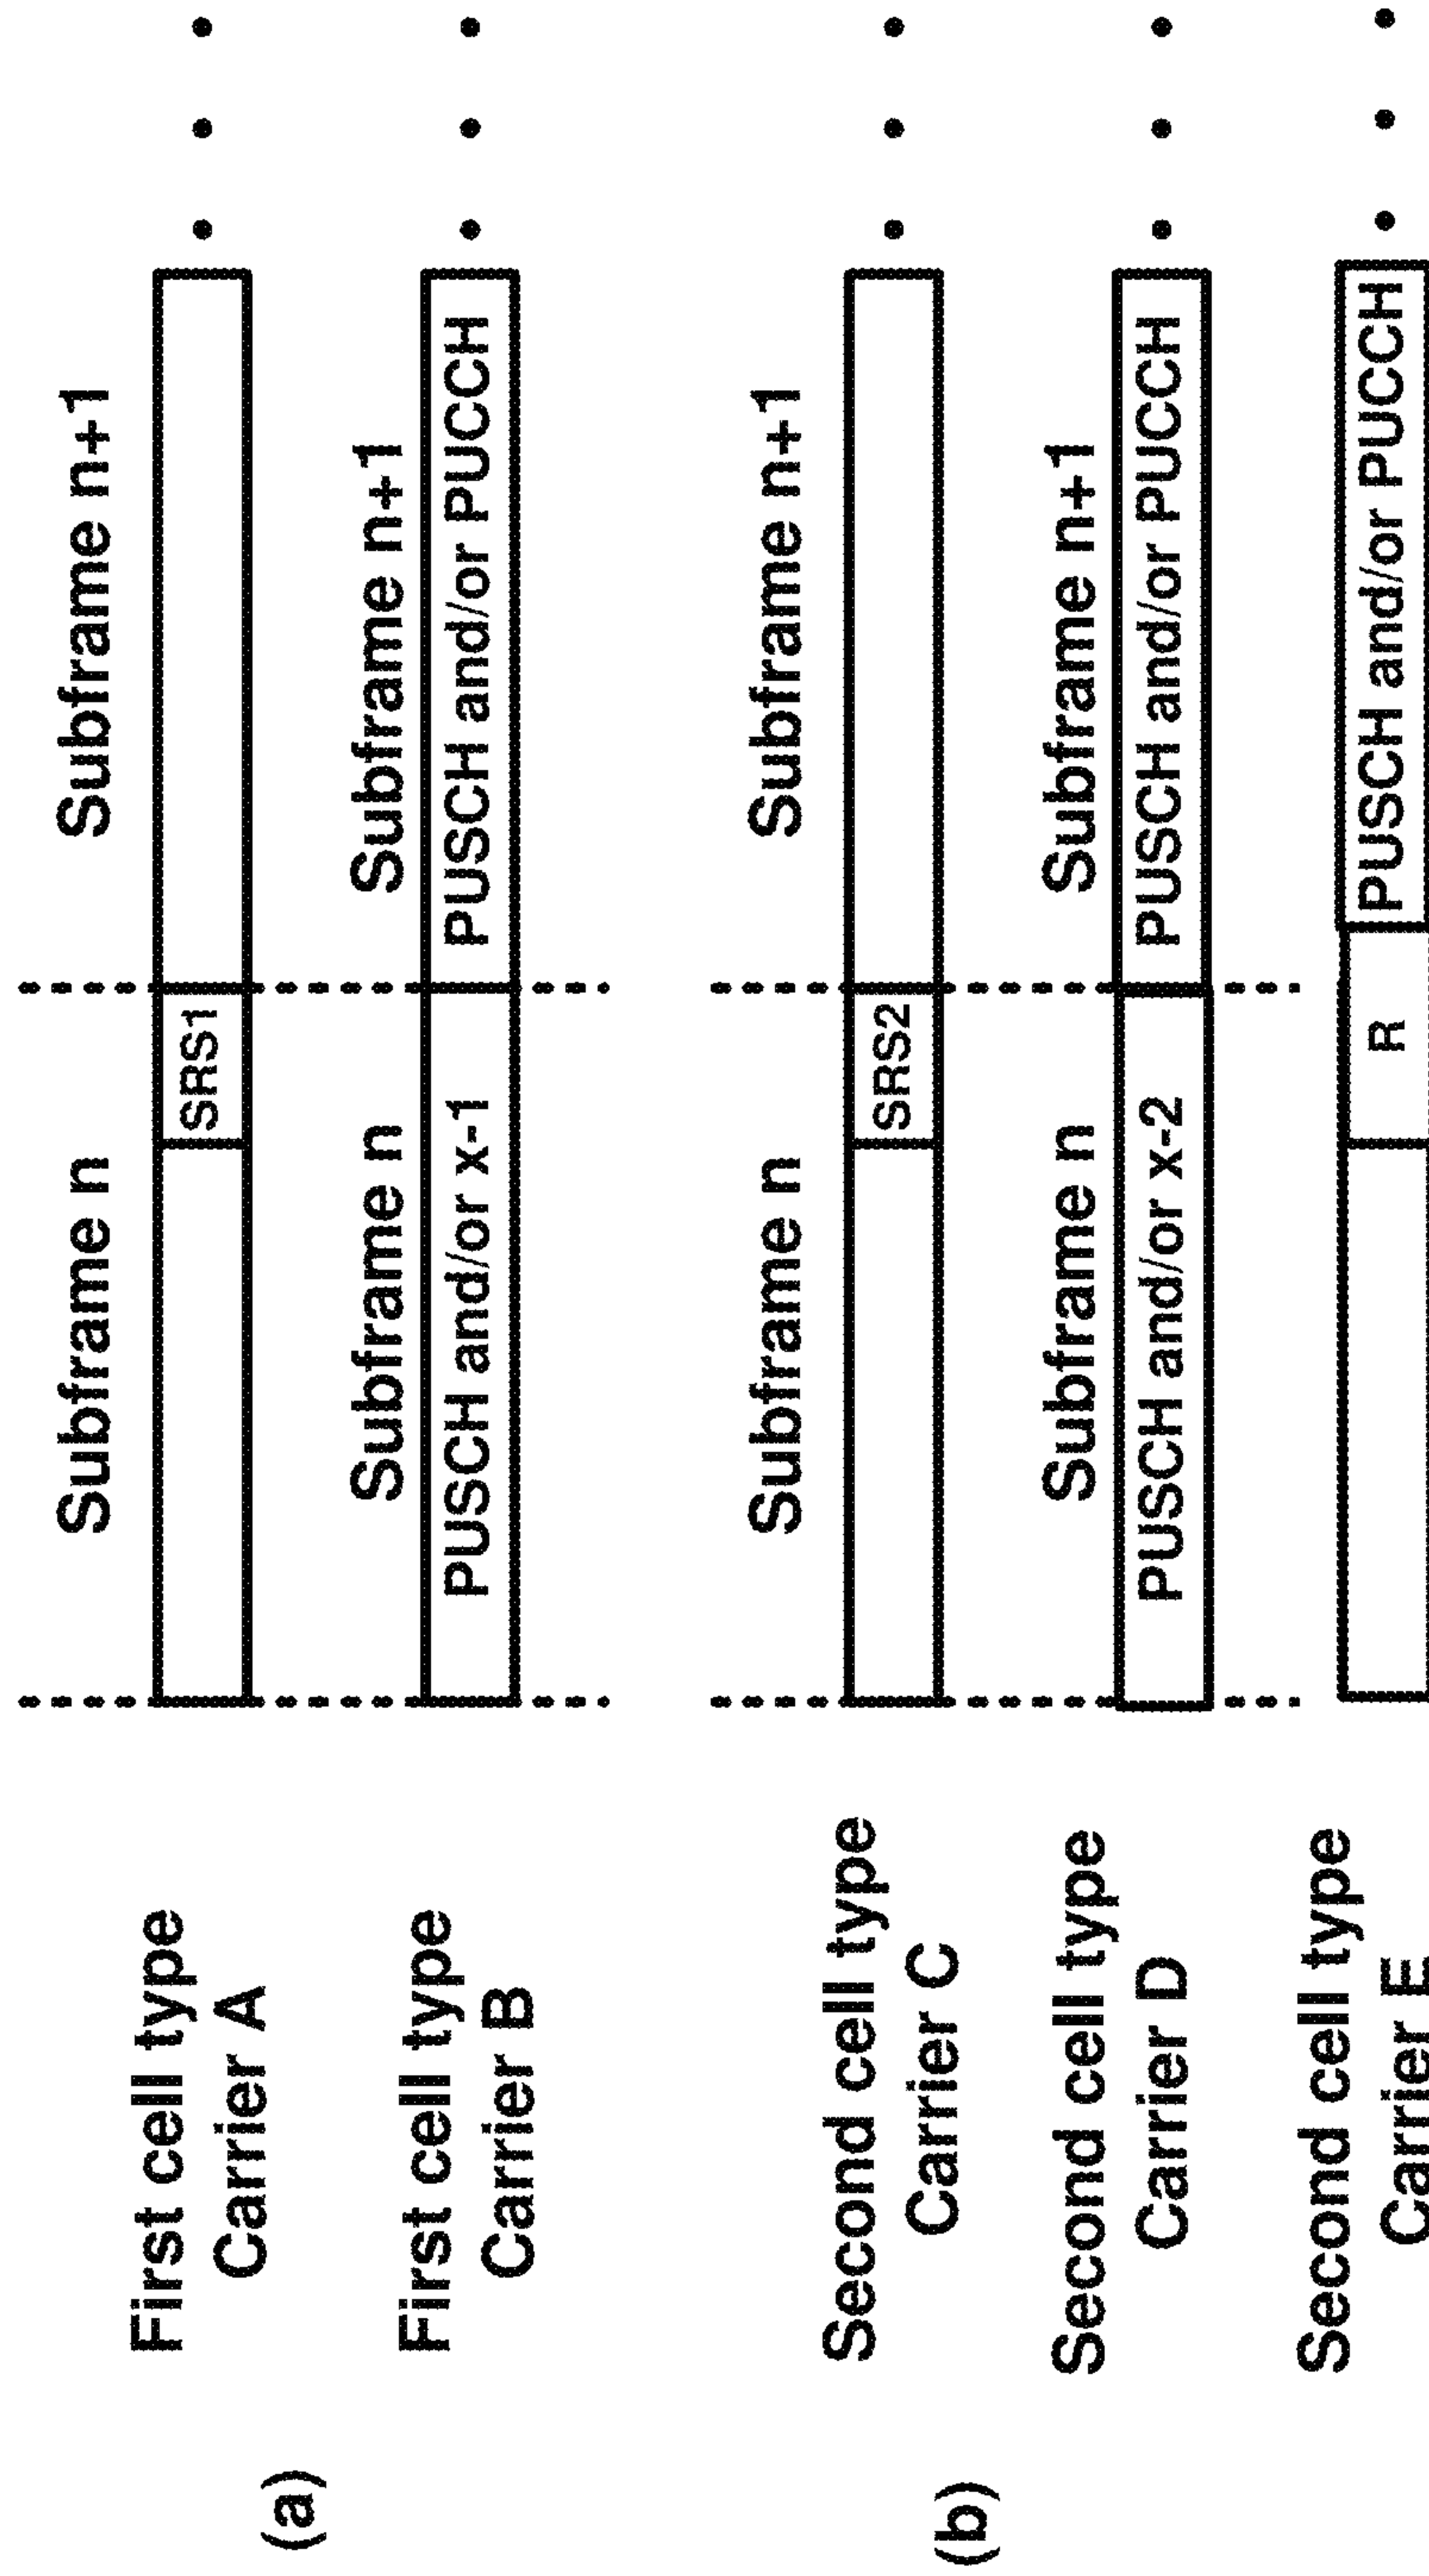 (a)
Subframe n
Subframe n+1
First cell type
Carrier A
SRS1
Subframe n
Subframe n+1
First cell type
Carrier B
PUSCH and/or x-1
PUSCH and/or PUCCH
(b)
Subframe n
Subframe n+1
Second cell type
Carrier C
SRS2
Subframe n
Subframe n+1
Second cell type
Carrier D
PUSCH and/or x-2
PUSCH and/or PUCCH
Second cell type
Carrier E
R
PUSCH and/or PUCCH